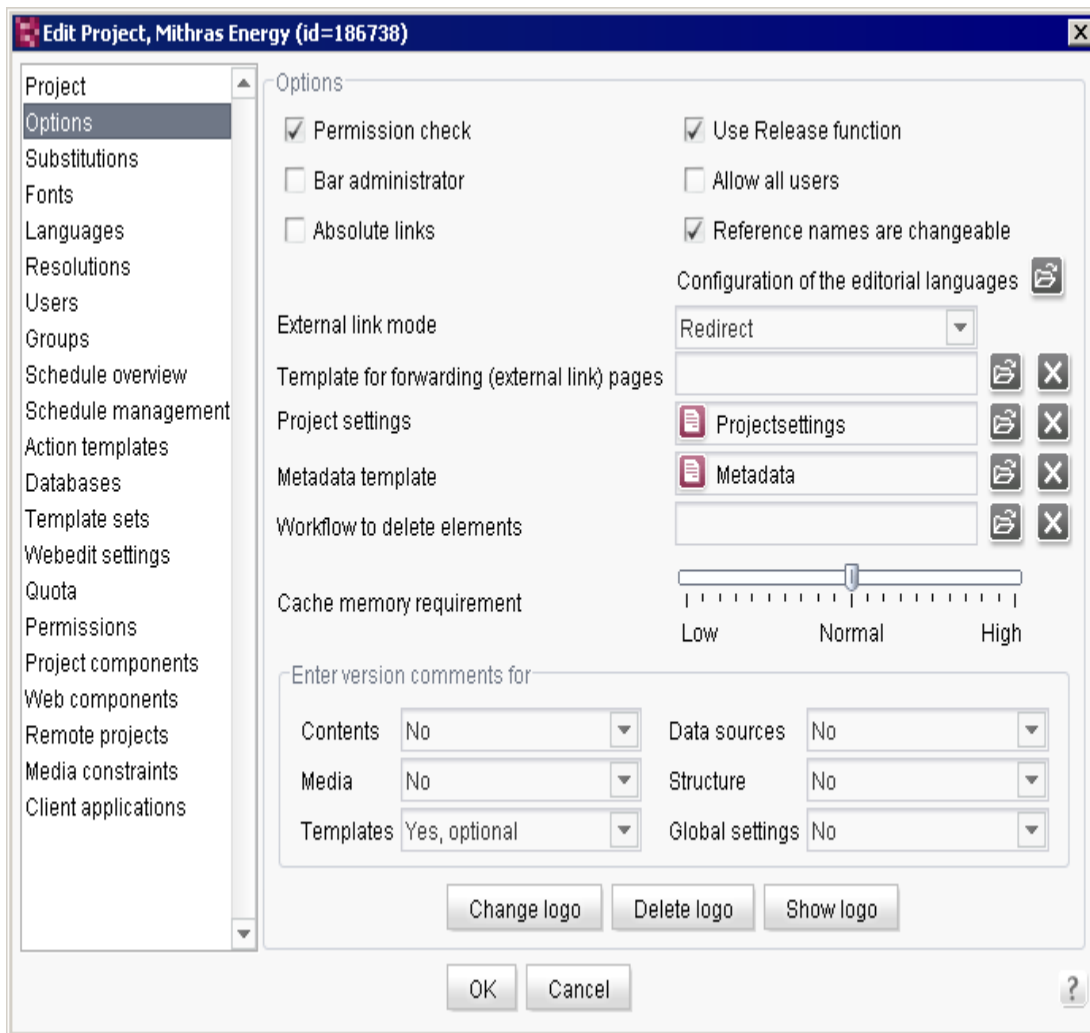 Edit Project, Mithras Energy (id=186738)
Project
Options
Substitutions
Fonts
Languages
Resolutions
Users
Groups
Schedule overview
Schedule management
Action templates
Databases
Template sets
Webedit settings
Quota
Permissions
Project components
Web components
Remote projects
Media constraints
Client applications
Options
Permission check Use Release function
Bar administrator Allow all users
Absolute links Reference names are changeable
Configuration of the editorial languages
External link mode Redirect
Template for forwarding (external link) pages
Project settings Projectsettings
Metadata template Metadata
Workflow to delete elements
Cache memory requirement
Low Normal High
Enter version comments for
Contents No Data sources No
Media No Structure No
Templates Yes, optional Global settings No
Change logo Delete logo Show logo
OK Cancel ?